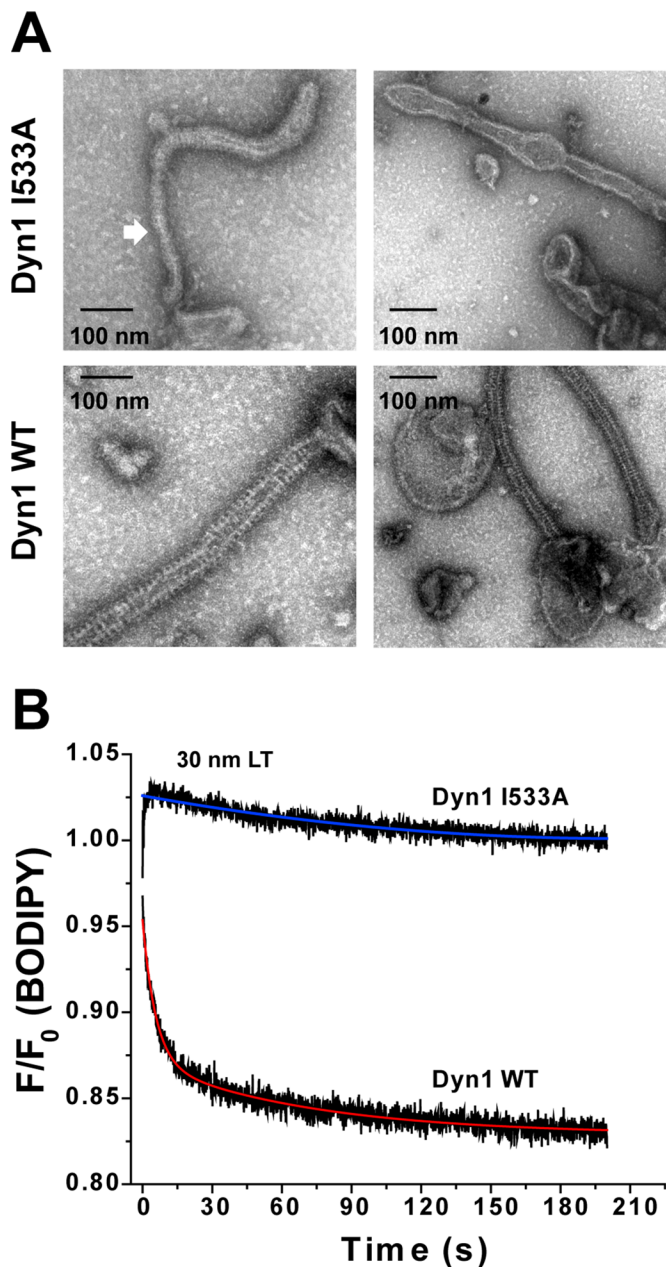 A
Dyn1 I533A
100 nm
100 nm
Dyn1 WT
100 nm
100 nm
B
1.05
1.00
0.95
0.90
0.85
0.80
F/F0 (BODIPY)
30 nm LT
Dyn1 I533A
Dyn1 WT
0 30 60 90 120 150 180 210
Time (s)